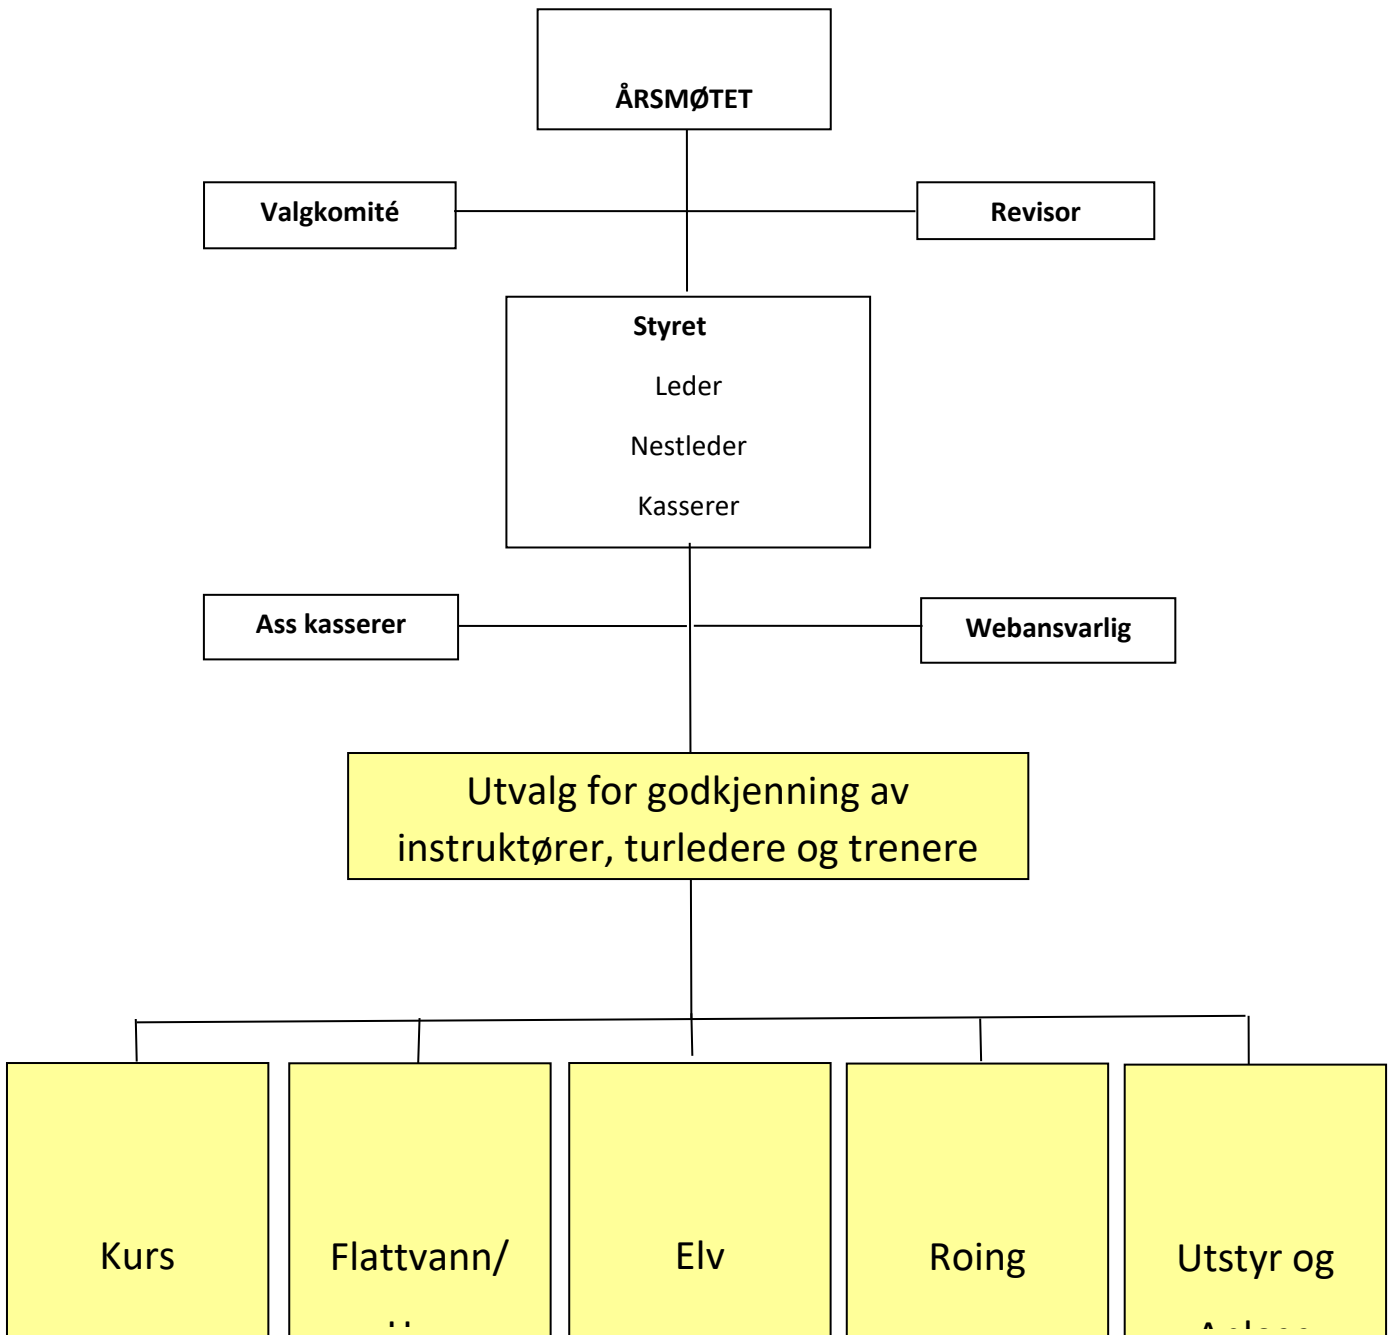 ÅRSMØTET
Valgkomité
Revisor
Styret
Leder
Nestleder
Kasserer
Ass kasserer
Webansvarlig
Utvalg for godkjenning av
instruktører, turledere og trenere
Kurs
Flattvann/
Elv
Roing
Utstyr og